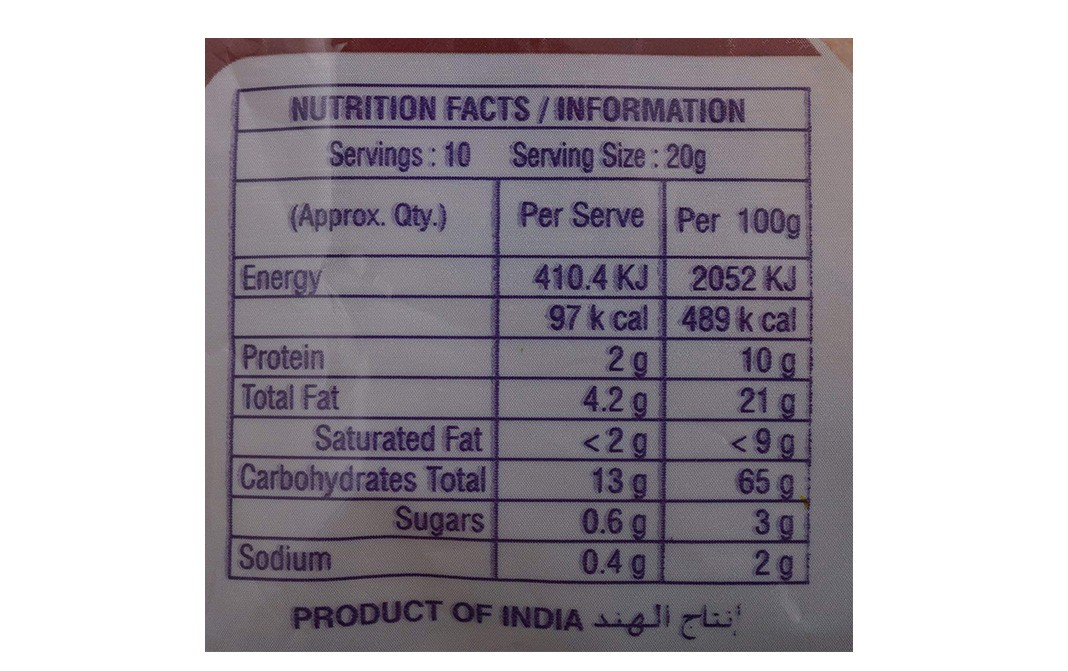 NUTRITION FACTS / INFORMATION
Servings : 10 Serving Size : 20g
(Approx. Qty.) Per Serve Per 100g
Energy 410.4 KJ 2052 KJ
97 k cal 489 k cal
Protein 2 g 10 g
Total Fat 4.2 g 21 g
Saturated Fat <2 g <9 g
Carbohydrates Total 13 g 65 g
Sugars 0.6 g 3 g
Sodium 0.4 g 2 g
PRODUCT OF INDIA إنتاج الهند